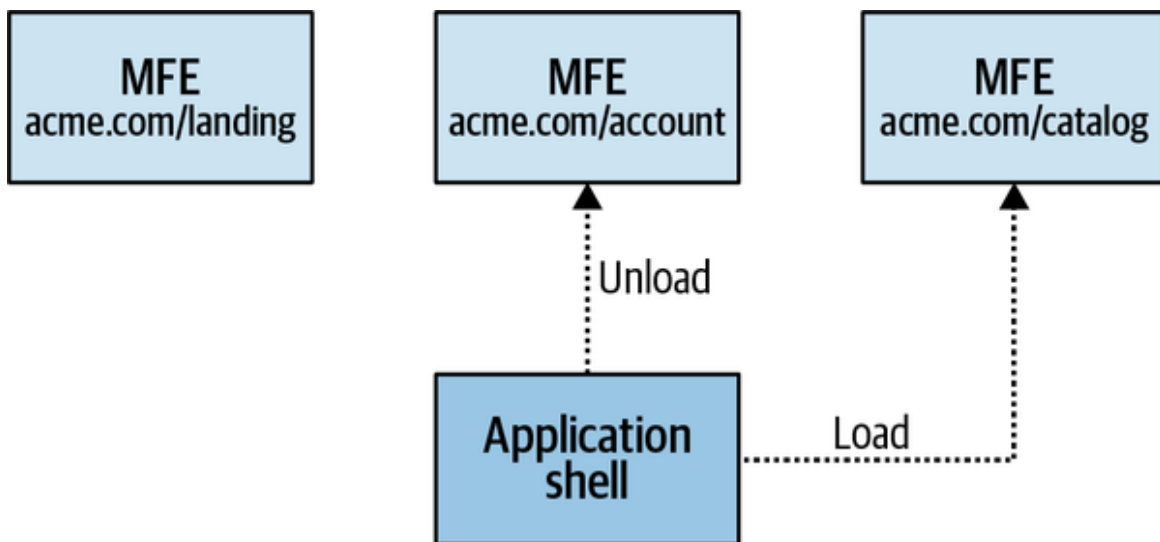 MFE
acme.com/landing
MFE
acme.com/account
MFE
acme.com/catalog
Unload
Application
shell
Load